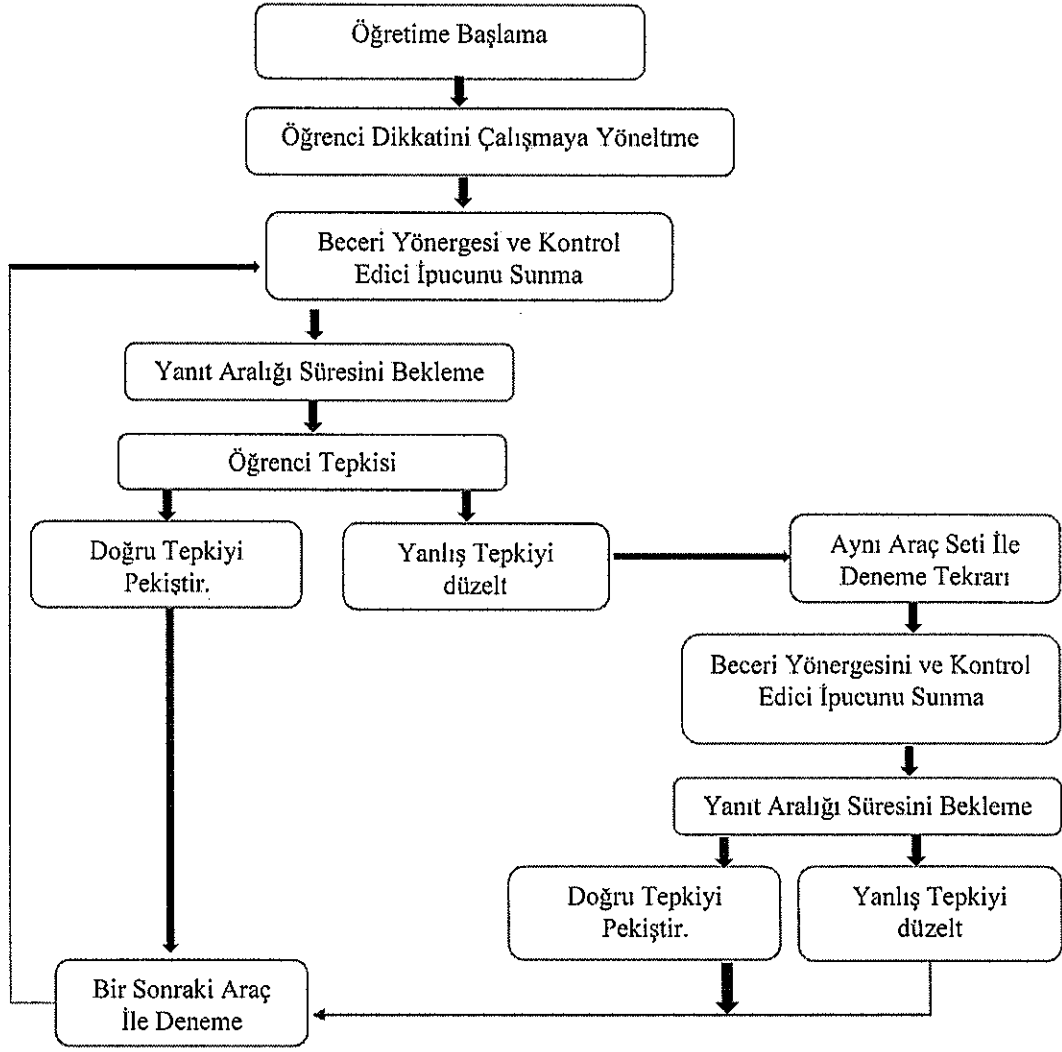 Öğretime Başlama
Öğrenci Dikkatini Çalışmaya Yöneltme
Beceri Yönergesi ve Kontrol
Edici İpucunu Sunma
Yanıt Aralığı Süresini Bekleme
Öğrenci Tepkisi
Doğru Tepkiyi
Pekiştir.
Yanlış Tepkiyi
düzelt
Aynı Araç Seti İle
Deneme Tekrarı
Beceri Yönergesini ve Kontrol
Edici İpucunu Sunma
Yanıt Aralığı Süresini Bekleme
Doğru Tepkiyi
Pekiştir.
Yanlış Tepkiyi
düzelt
Bir Sonraki Araç
İle Deneme